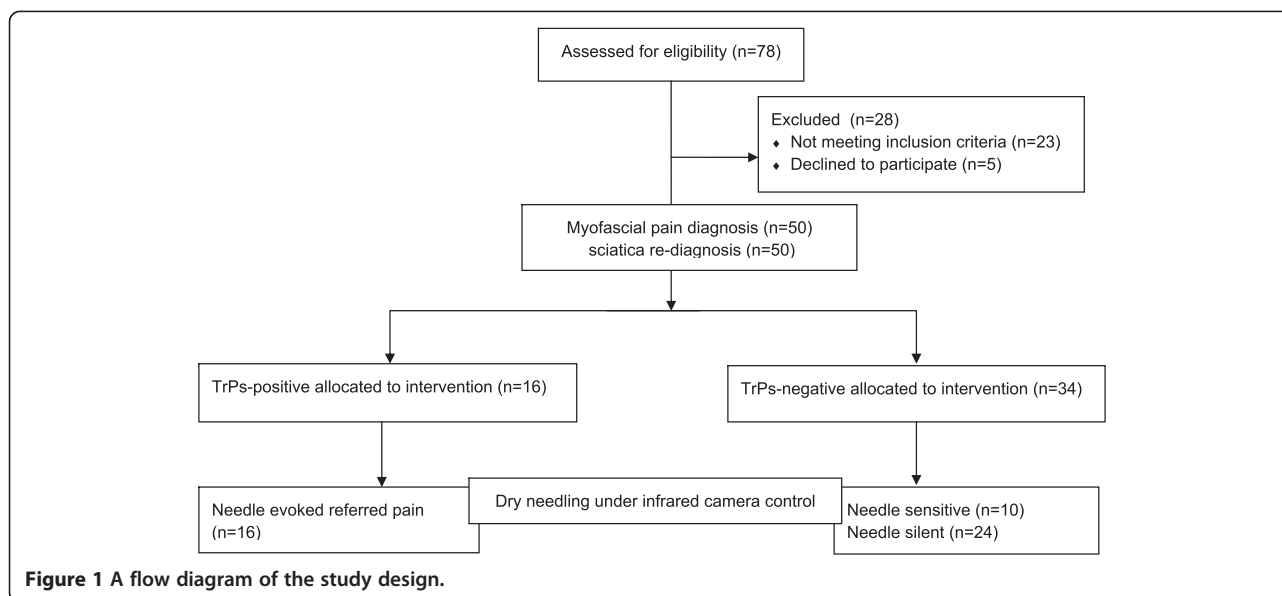 Assessed for eligibility (n=78)
Excluded (n=28)
♦ Not meeting inclusion criteria (n=23)
♦ Declined to participate (n=5)
Myofascial pain diagnosis (n=50)
sciatica re-diagnosis (n=50)
TrPs-positive allocated to intervention (n=16)
TrPs-negative allocated to intervention (n=34)
Needle evoked referred pain
(n=16)
Dry needling under infrared camera control
Needle sensitive (n=10)
Needle silent (n=24)
Figure 1 A flow diagram of the study design.